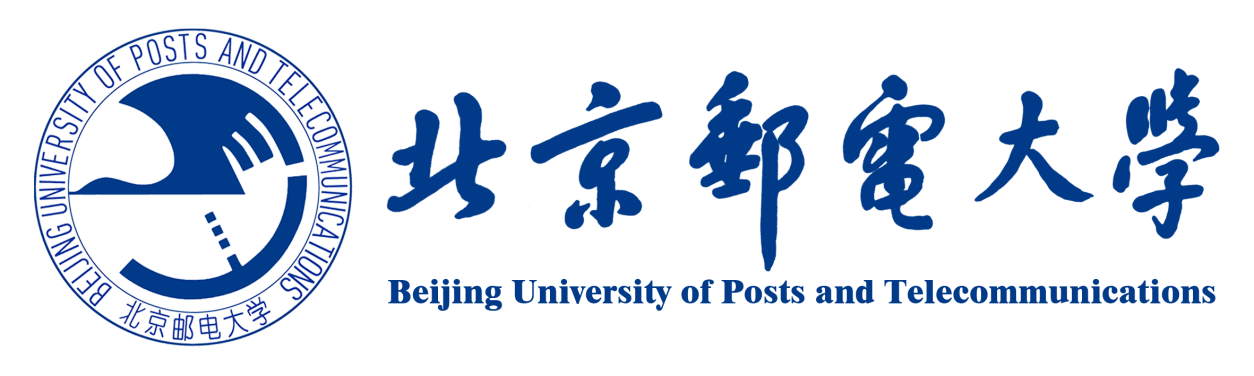 BEIJING UNIVERSITY OF POSTS AND TELECOMMUNICATIONS
北京邮电大学
北京郵電大学
Beijing University of Posts and Telecommunications